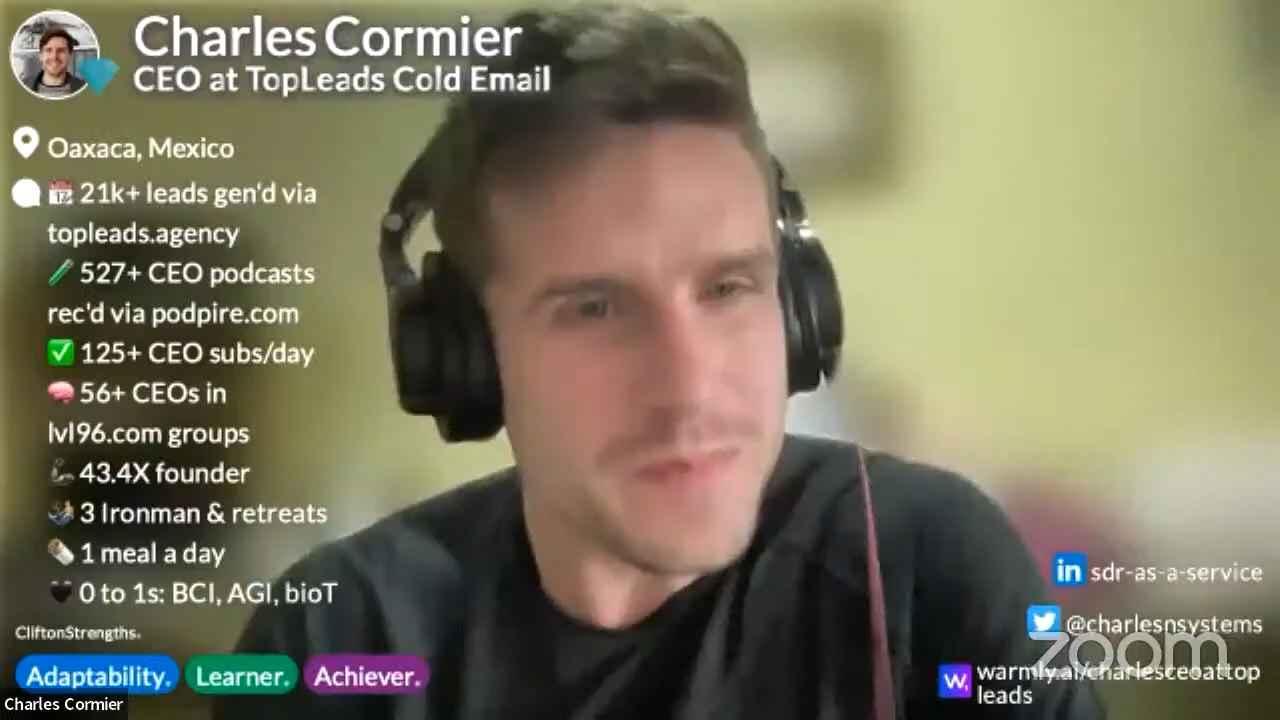 Charles Cormier
CEO at TopLeads Cold Email
Oaxaca, Mexico
21k+ leads gen'd via
topleads.agency
527+ CEO podcasts
rec'd via podpire.com
125+ CEO subs/day
56+ CEOs in
lvl96.com groups
43.4X founder
3 Ironman & retreats
1 meal a day
0 to 1s: BCI, AGI, bioT
CliftonStrengths.
Adaptability. Learner. Achiever.
Charles Cormier
in sdr-as-a-service
@charlesnsystems
zoom
w. warmly.ai/charlesceoattop
leads